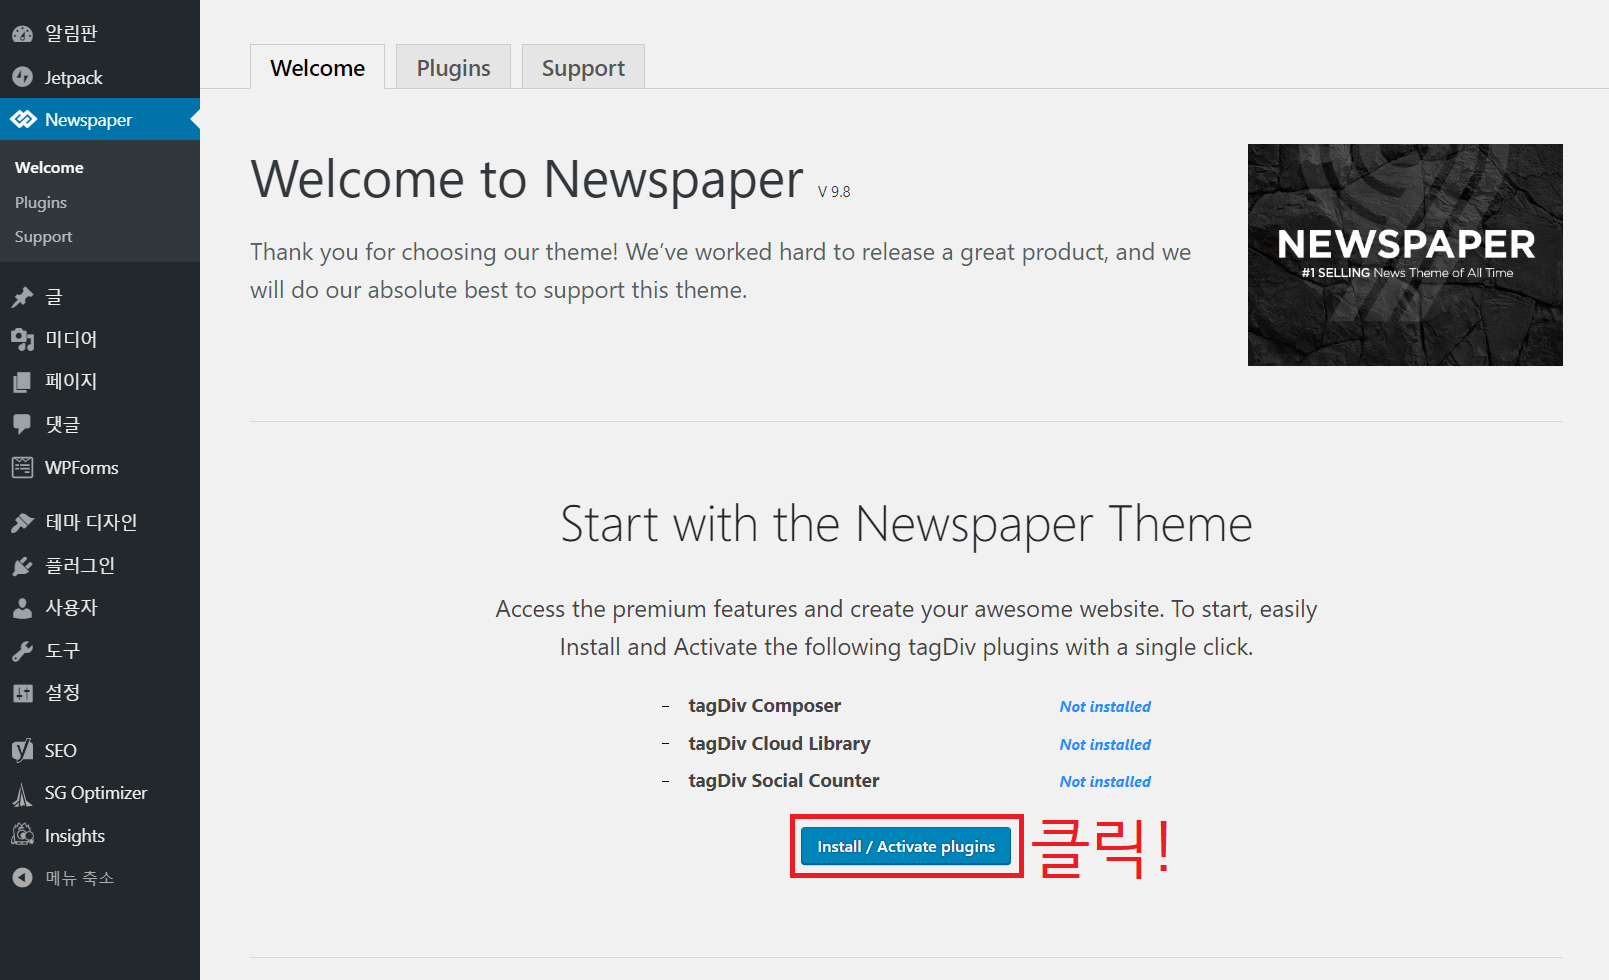 알림판
Jetpack
Newspaper
Welcome
Plugins
Support
글
미디어
페이지
댓글
WPForms
테마 디자인
플러그인
사용자
도구
설정
SEO
SG Optimizer
Insights
메뉴 축소
Welcome
Plugins
Support
Welcome to Newspaper V 9.8
Thank you for choosing our theme! We’ve worked hard to release a great product, and we
will do our absolute best to support this theme.
NEWSPAPER
#1 SELLING News Theme of All Time
Start with the Newspaper Theme
Access the premium features and create your awesome website. To start, easily
Install and Activate the following tagDiv plugins with a single click.
– tagDiv Composer Not installed
– tagDiv Cloud Library Not installed
– tagDiv Social Counter Not installed
Install / Activate plugins 클릭!